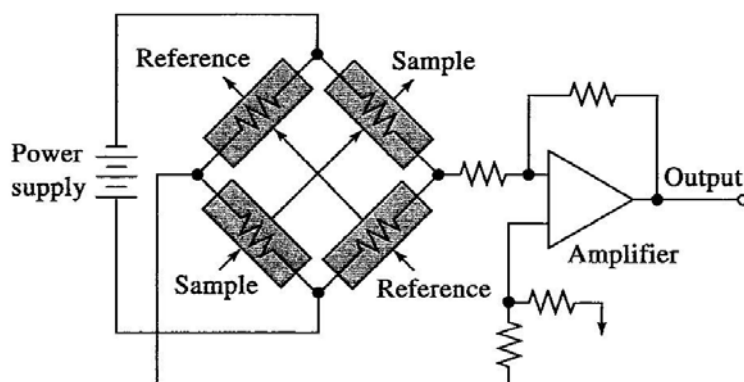 Reference
Sample
Power
supply
Output
Amplifier
Sample
Reference